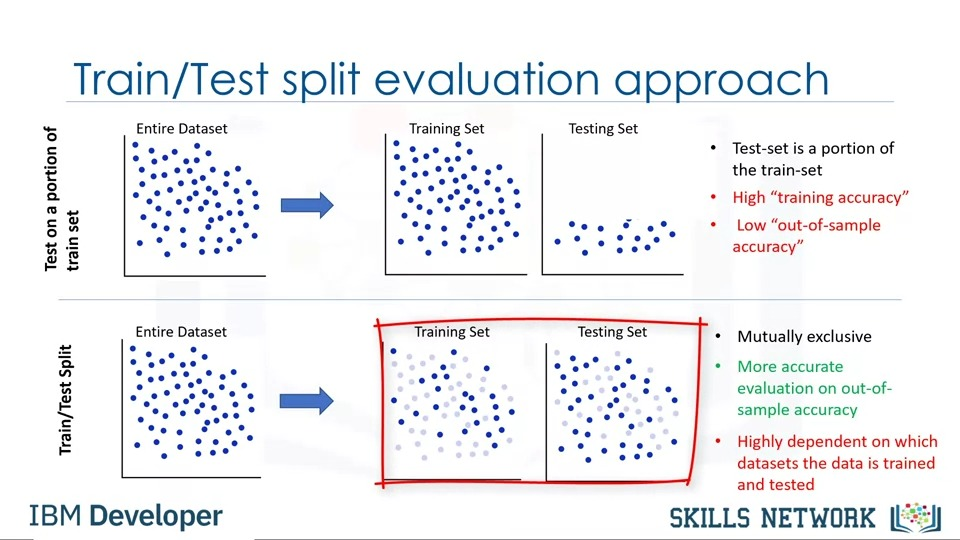 Train/Test split evaluation approach
Test on a portion of
train set
Entire Dataset
Training Set
Testing Set
• Test-set is a portion of
the train-set
• High “training accuracy”
• Low “out-of-sample
accuracy”
Train/Test Split
Entire Dataset
Training Set
Testing Set
• Mutually exclusive
• More accurate
evaluation on out-of-
sample accuracy
• Highly dependent on which
datasets the data is trained
and tested
IBM Developer
SKILLS NETWORK